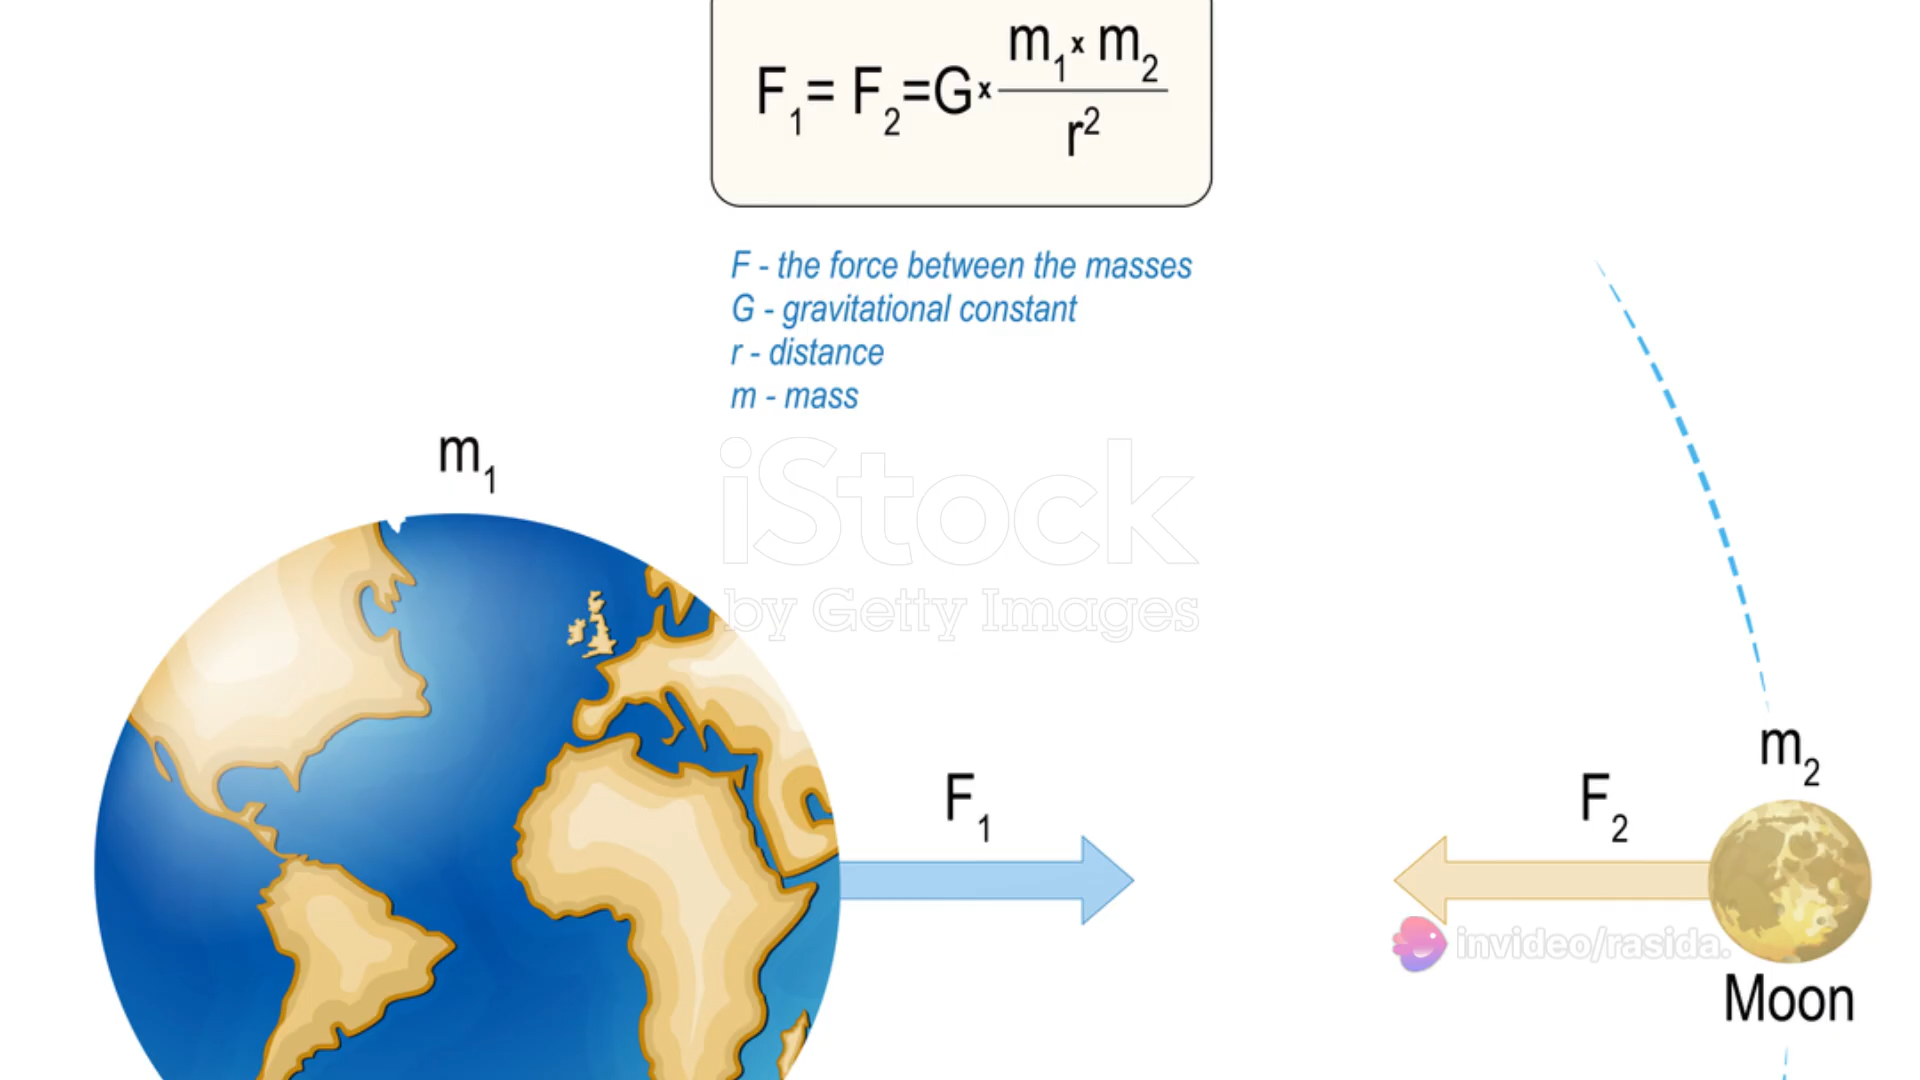 F₁= F₂=G× m₁× m₂ / r²
F - the force between the masses
G - gravitational constant
r - distance
m - mass
m₁
iStock
by Getty Images
m₂
F₁
F₂
invideo/rasida.
Moon